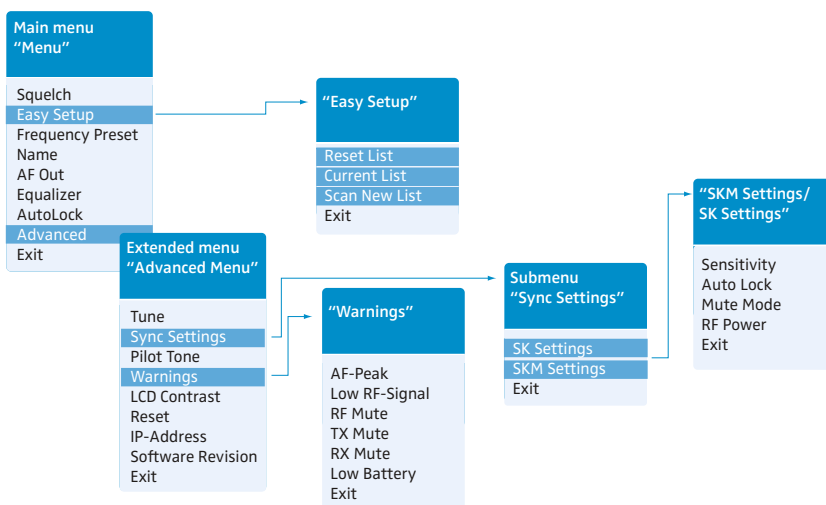 Main menu
“Menu”
Squelch
Easy Setup
Frequency Preset
Name
AF Out
Equalizer
AutoLock
Advanced
Exit
“Easy Setup”
Reset List
Current List
Scan New List
Exit
Extended menu
“Advanced Menu”
Tune
Sync Settings
Pilot Tone
Warnings
LCD Contrast
Reset
IP-Address
Software Revision
Exit
“Warnings”
AF-Peak
Low RF-Signal
RF Mute
TX Mute
RX Mute
Low Battery
Exit
Submenu
“Sync Settings”
SK Settings
SKM Settings
Exit
“SKM Settings/
SK Settings”
Sensitivity
Auto Lock
Mute Mode
RF Power
Exit